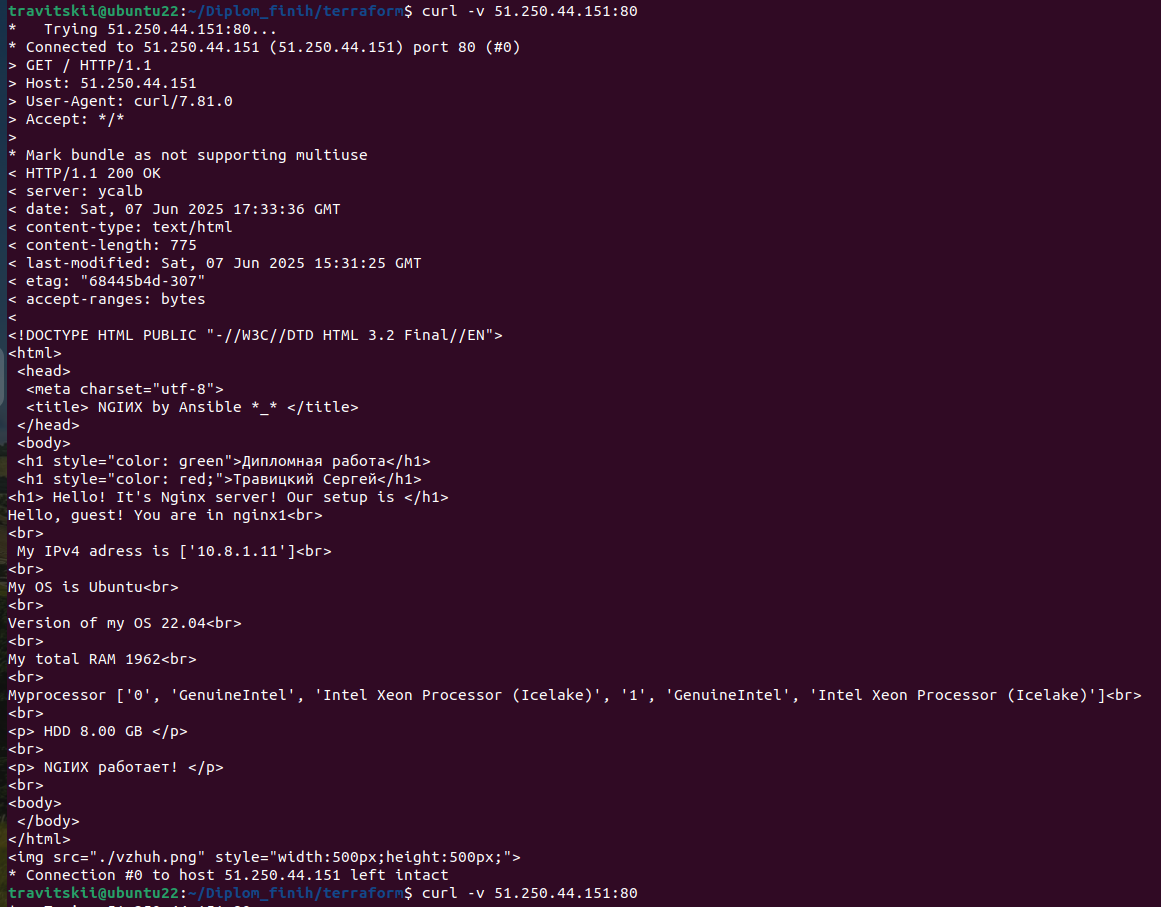 travitskii@ubuntu22:~/Diplom_finih/terraform$ curl -v 51.250.44.151:80
*   Trying 51.250.44.151:80...
* Connected to 51.250.44.151 (51.250.44.151) port 80 (#0)
> GET / HTTP/1.1
> Host: 51.250.44.151
> User-Agent: curl/7.81.0
> Accept: */*
>
* Mark bundle as not supporting multiuse
< HTTP/1.1 200 OK
< server: ycalb
< date: Sat, 07 Jun 2025 17:33:36 GMT
< content-type: text/html
< content-length: 775
< last-modified: Sat, 07 Jun 2025 15:31:25 GMT
< etag: "68445b4d-307"
< accept-ranges: bytes
<
<!DOCTYPE HTML PUBLIC "-//W3C//DTD HTML 3.2 Final//EN">
<html>
 <head>
  <meta charset="utf-8">
  <title> NGIИX by Ansible *_* </title>
 </head>
 <body>
 <h1 style="color: green">Дипломная работа</h1>
 <h1 style="color: red;">Травицкий Сергей</h1>
<h1> Hello! It's Nginx server! Our setup is </h1>
Hello, guest! You are in nginx1<br>
<br>
 My IPv4 adress is ['10.8.1.11']<br>
<br>
My OS is Ubuntu<br>
<br>
Version of my OS 22.04<br>
<br>
My total RAM 1962<br>
<br>
Myprocessor ['0', 'GenuineIntel', 'Intel Xeon Processor (Icelake)', '1', 'GenuineIntel', 'Intel Xeon Processor (Icelake)']<br>
<br>
<p> HDD 8.00 GB </p>
<br>
<p> NGIИX работает! </p>
<br>
<body>
 </body>
</html>
<img src="./vzhuh.png" style="width:500px;height:500px;">
* Connection #0 to host 51.250.44.151 left intact
travitskii@ubuntu22:~/Diplom_finih/terraform$ curl -v 51.250.44.151:80